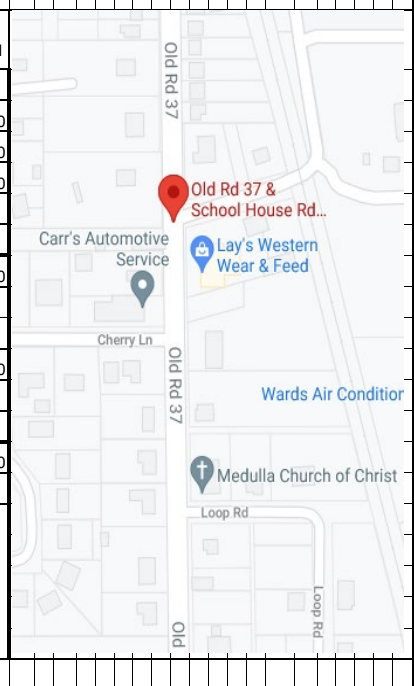 Old Rd 37
Old Rd 37 &
School House Rd...
Carr's Automotive
Service
Lay's Western
Wear & Feed
Cherry Ln
Old Rd 37
Wards Air Condition
Medulla Church of Christ
Loop Rd
Loop Rd
Old